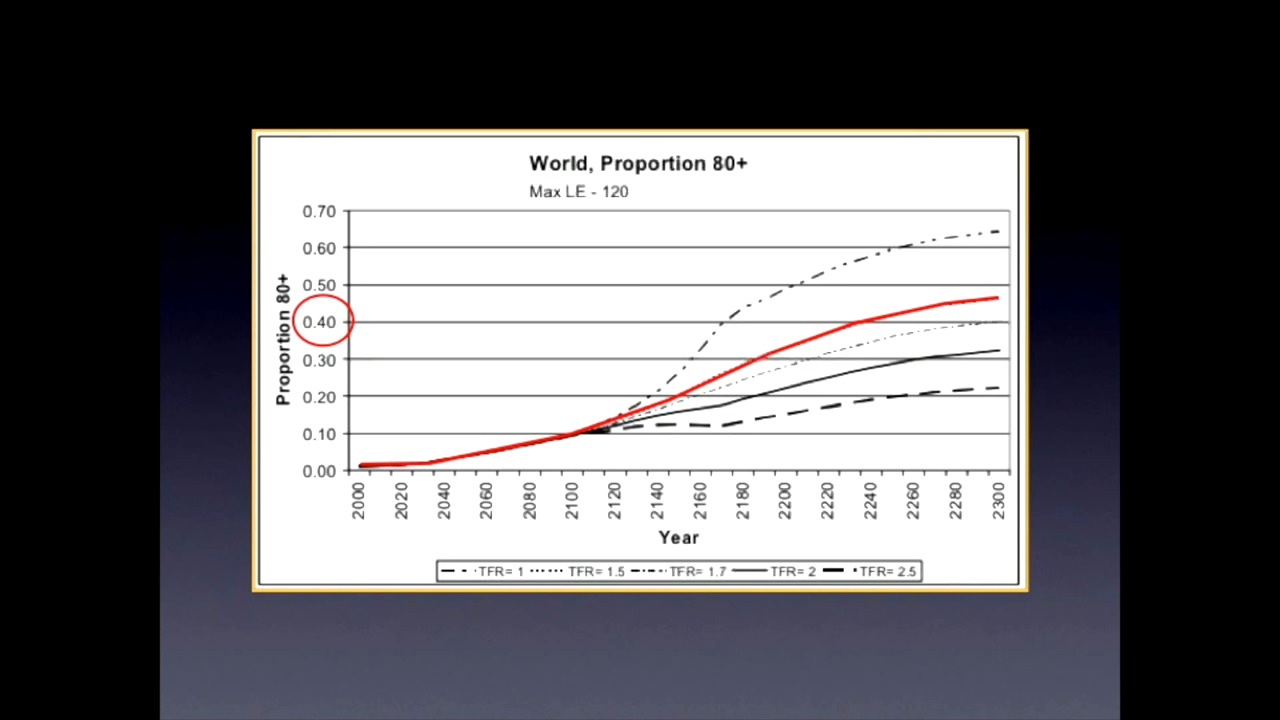 World, Proportion 80+
Max LE - 120
Proportion 80+
0.70
0.60
0.50
0.40
0.30
0.20
0.10
0.00
2000 2020 2040 2060 2080 2100 2120 2140 2160 2180 2200 2220 2240 2260 2280 2300
Year
TFR= 1 TFR= 1.5 TFR= 1.7 TFR= 2 TFR= 2.5